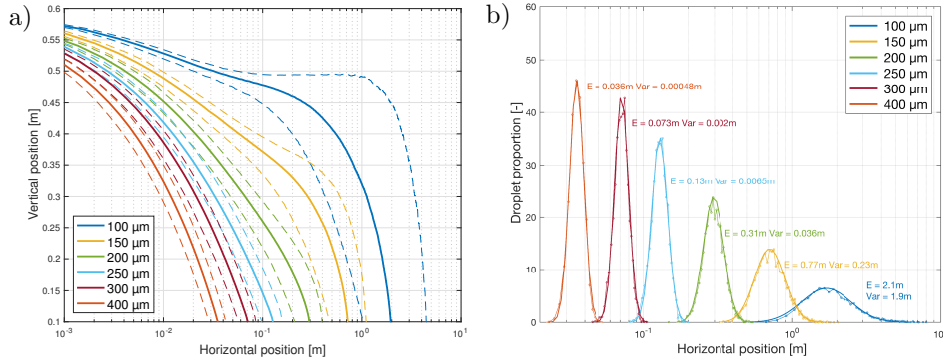 a)
0.6
0.55
0.5
0.45
0.4
0.35
0.3
0.25
0.2
0.15
0.1
Vertical position [m]
100 µm
150 µm
200 µm
250 µm
300 µm
400 µm
10⁻³ 10⁻² 10⁻¹ 10⁰ 10¹
Horizontal position [m]
b)
60
50
40
30
20
10
0
Droplet proportion [-]
100 µm
150 µm
200 µm
250 µm
300 µm
400 µm
E = 0.036m Var = 0.00048m
E = 0.073m Var = 0.002m
E = 0.13m Var = 0.0065m
E = 0.31m Var = 0.036m
E = 0.77m Var = 0.23m
E = 2.1m
Var = 1.9m
10⁻¹ 10⁰ 10
Horizontal position [m]